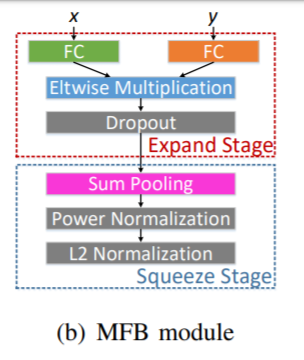 x y
FC FC
Eltwise Multiplication
Dropout
Expand Stage
Sum Pooling
Power Normalization
L2 Normalization
Squeeze Stage
(b) MFB module